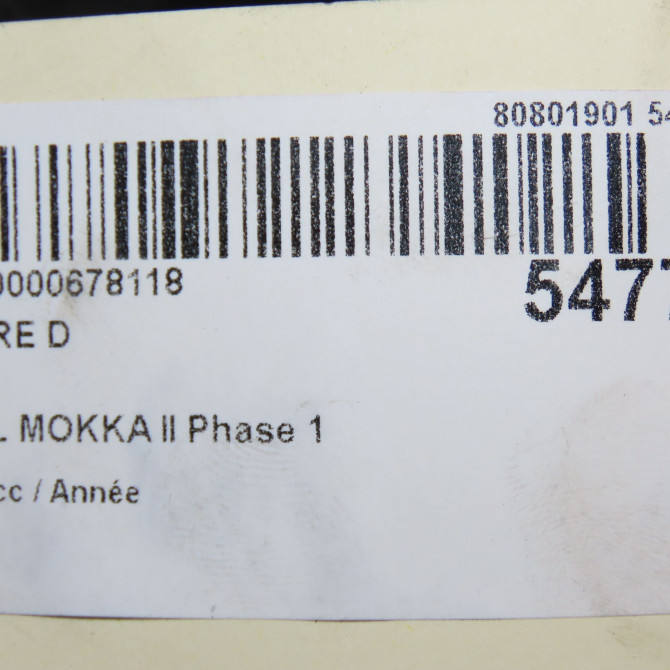 80801901 54
0000678118
5477
RE D
L MOKKA II Phase 1
cc / Année